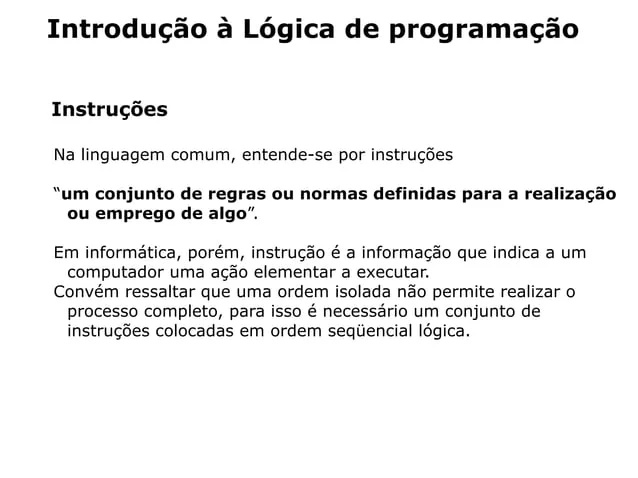 Introdução à Lógica de programação
Instruções
Na linguagem comum, entende-se por instruções
“um conjunto de regras ou normas definidas para a realização
ou emprego de algo”.
Em informática, porém, instrução é a informação que indica a um
computador uma ação elementar a executar.
Convém ressaltar que uma ordem isolada não permite realizar o
processo completo, para isso é necessário um conjunto de
instruções colocadas em ordem seqüencial lógica.